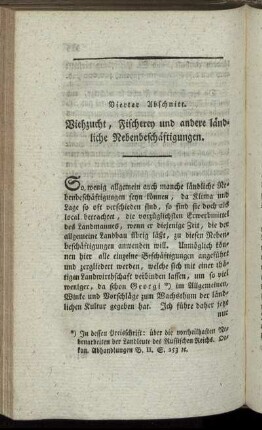 Vierter Abschnitt.
Viehzucht, Fischerey und andere länd-
liche Nebenbeschäftigungen.
So wenig allgemein auch manche ländliche Ne-
benbeschäftigungen seyn können, da Klima und
Lage so oft verschieden sind, so sind sie doch als
local betrachtet, die vorzüglichsten Erwerbmittel
des Landmannes, wenn er diejenige Zeit, die der
allgemeine Landbau übrig läßt, zu diesen Neben-
beschäftigungen anwenden will. Unmöglich kön-
nen hier alle einzelne Beschäftigungen angeführt
und zergliedert werden, welche sich mit einer thä-
tigen Landwirthschaft verbinden lassen, um so viel
weniger, da schon Georgi *) im Allgemeinen,
Winke und Vorschläge zum Wachsthum der länd-
lichen Kultur gegeben hat. Ich führe daher jetzt
nur
*) In dessen Preisschrift: über die vortheilhaften Ne-
benarbeiten der Landleute des Russischen Reichs. Oe-
kon. Abhandlungen B. II. S. 253 rc.